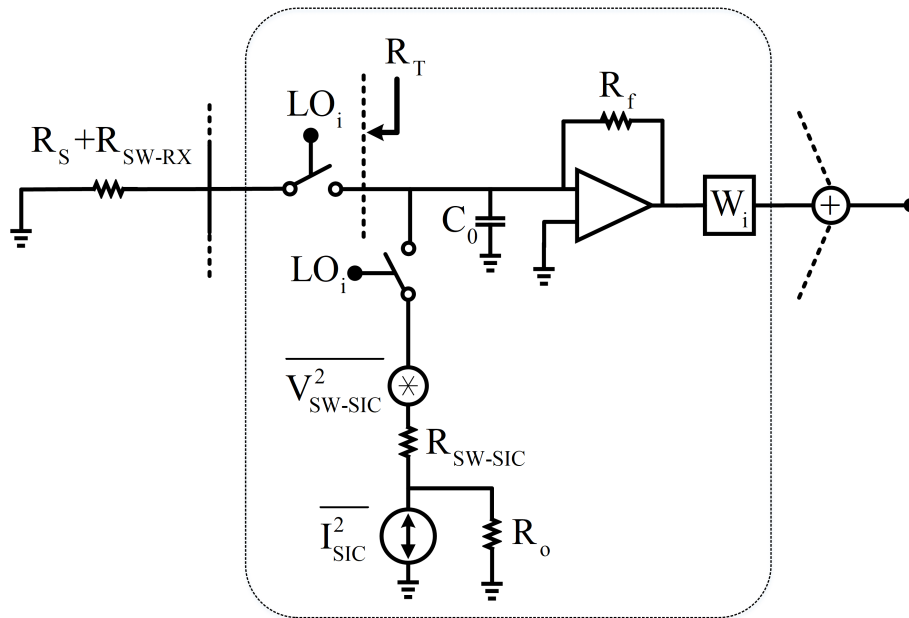 R_T
LO_i
R_f
R_S + R_SW-RX
C_0
W_i
+
LO_i
V²_SW-SIC
R_SW-SIC
I²_SIC
R_o